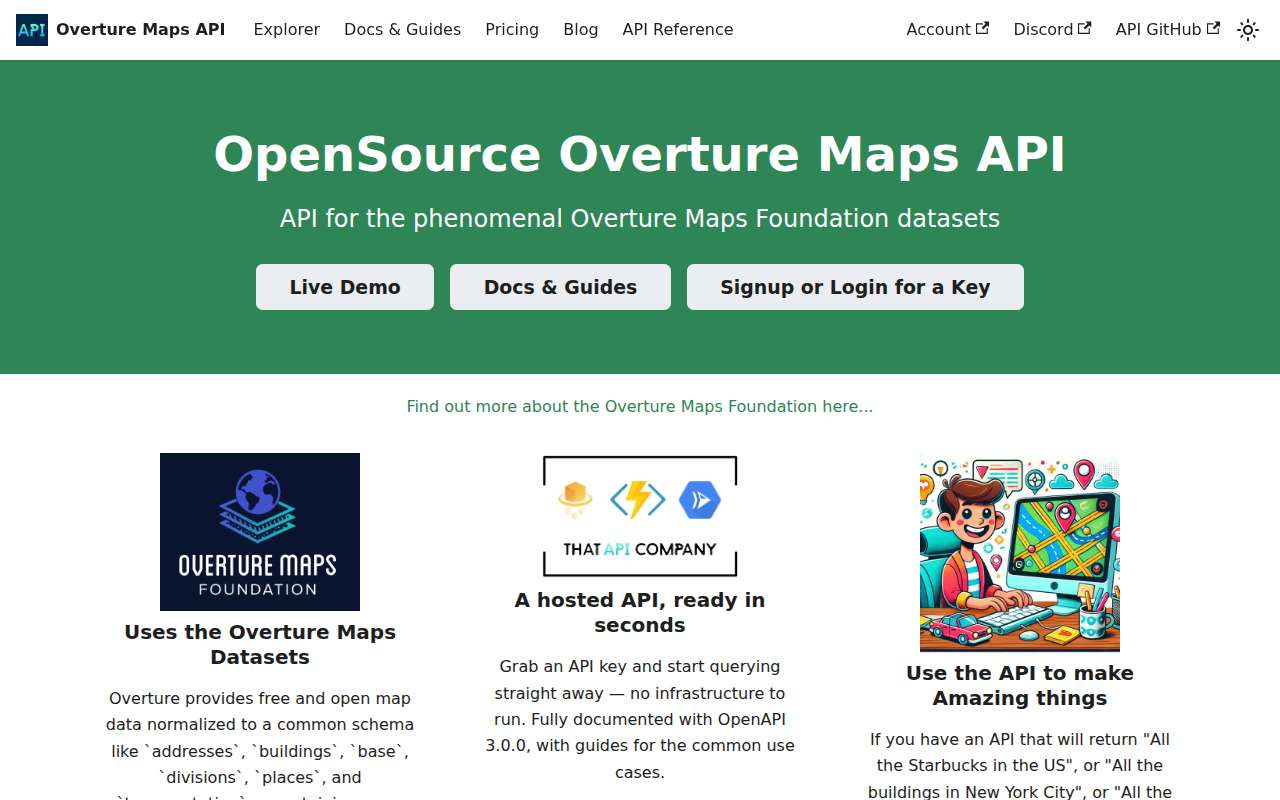 API Overture Maps API Explorer Docs & Guides Pricing Blog API Reference Account Discord API GitHub
OpenSource Overture Maps API
API for the phenomenal Overture Maps Foundation datasets
Live Demo Docs & Guides Signup or Login for a Key
Find out more about the Overture Maps Foundation here...
OVERTURE MAPS
FOUNDATION
Uses the Overture Maps
Datasets
Overture provides free and open map
data normalized to a common schema
like `addresses`, `buildings`, `base`,
`divisions`, `places`, and
THAT API COMPANY
A hosted API, ready in
seconds
Grab an API key and start querying
straight away — no infrastructure to
run. Fully documented with OpenAPI
3.0.0, with guides for the common use
cases.
Use the API to make
Amazing things
If you have an API that will return "All
the Starbucks in the US", or "All the
buildings in New York City", or "All the